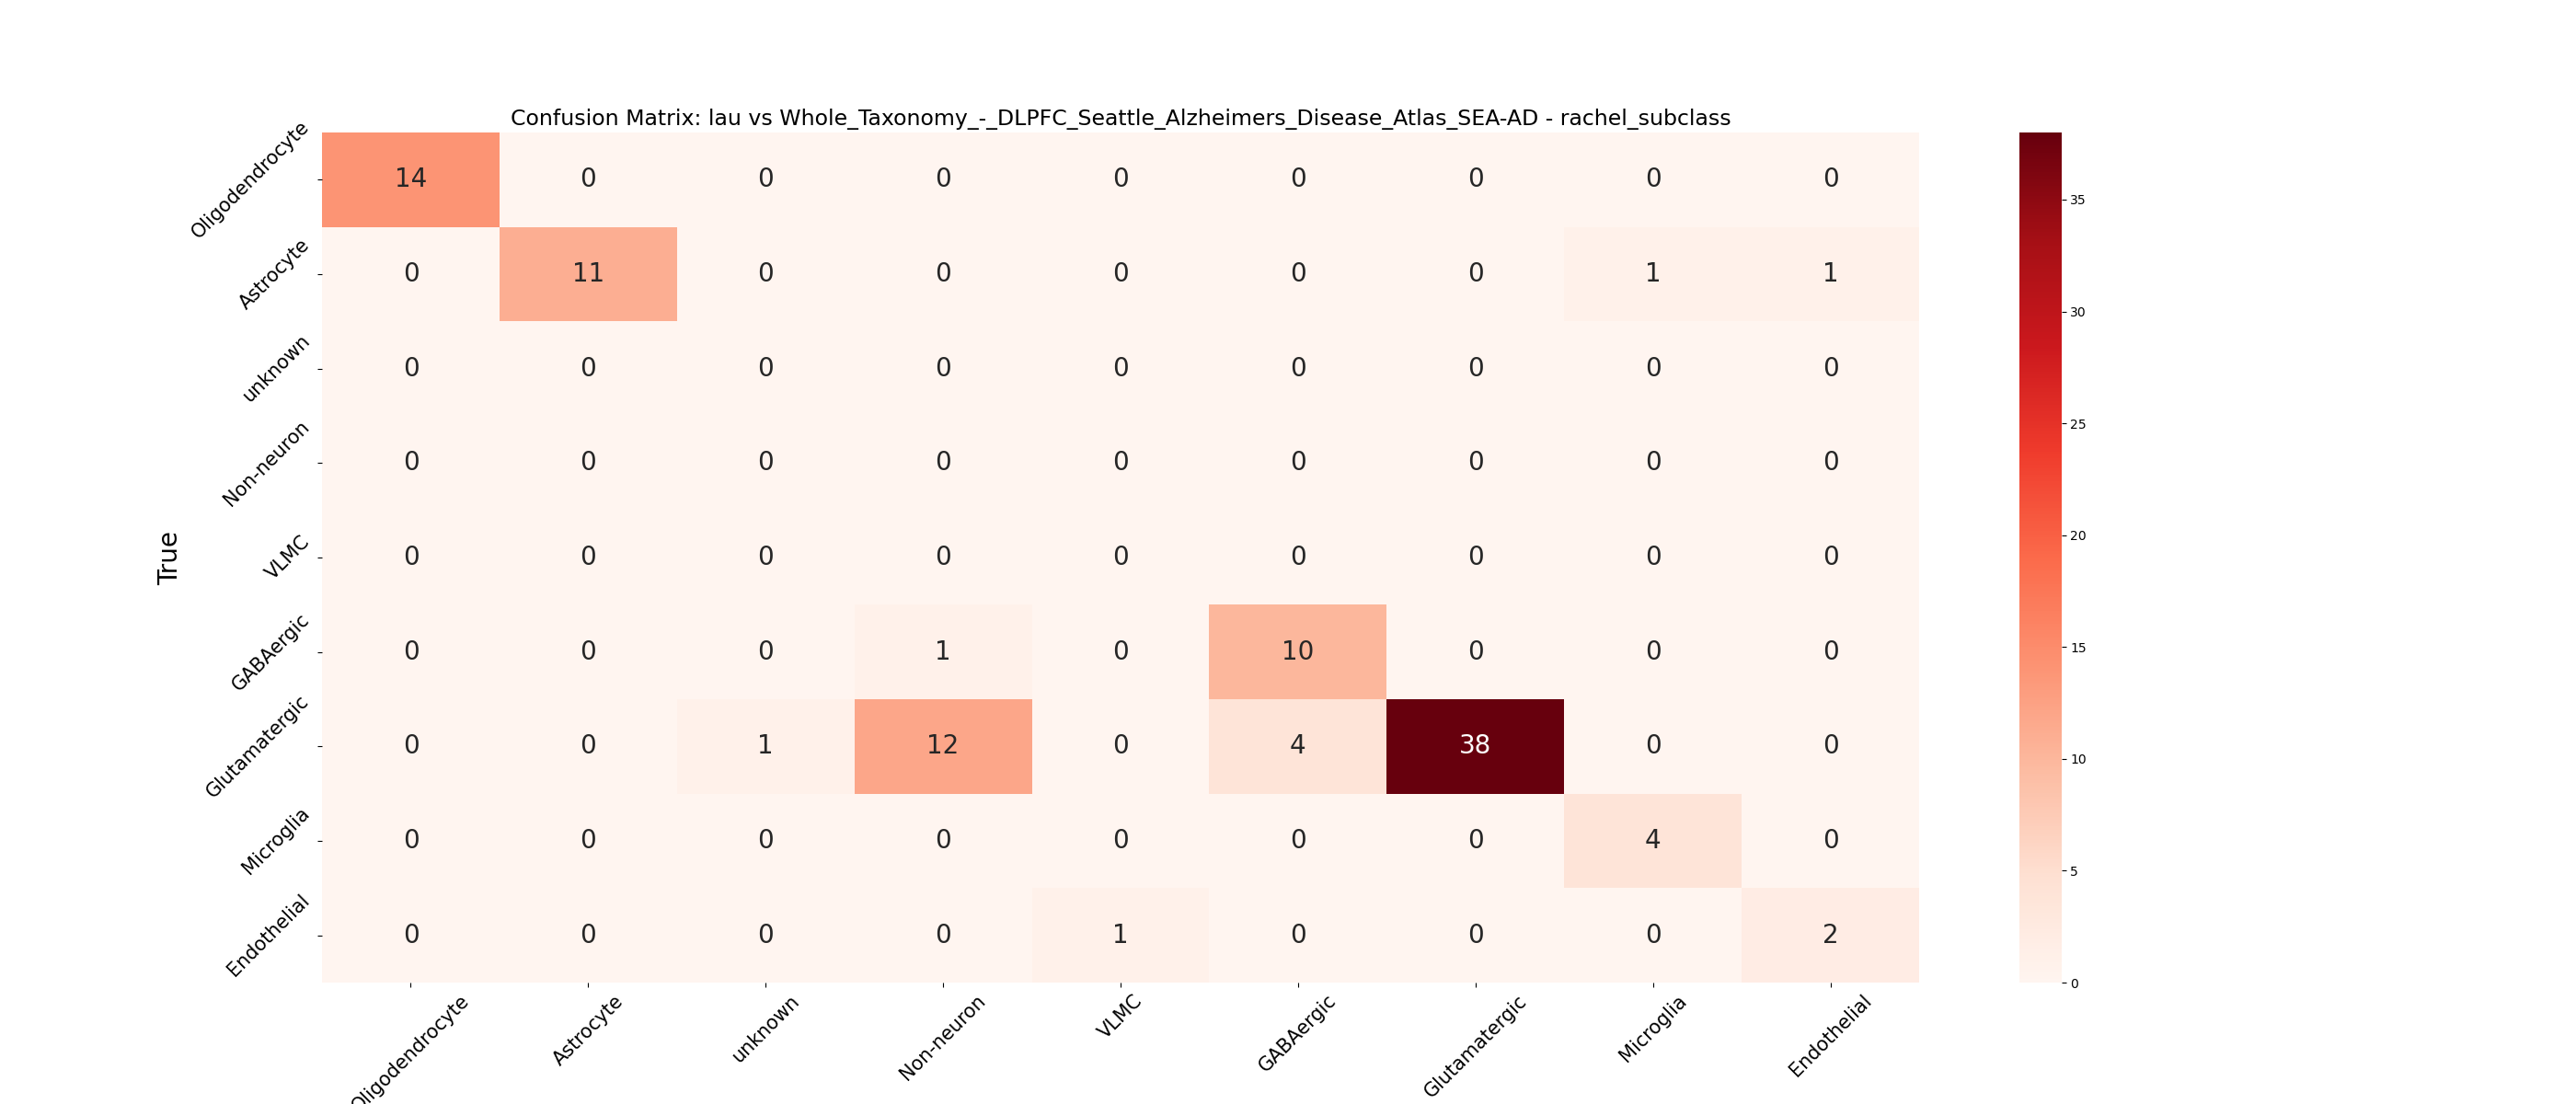 Confusion Matrix: lau vs Whole_Taxonomy_-_DLPFC_Seattle_Alzheimers_Disease_Atlas_SEA-AD - rachel_subclass
True
Oligodendrocyte 14 0 0 0 0 0 0 0 0
Astrocyte 0 11 0 0 0 0 0 1 1
unknown 0 0 0 0 0 0 0 0 0
Non-neuron 0 0 0 0 0 0 0 0 0
VLMC 0 0 0 0 0 0 0 0 0
GABAergic 0 0 0 1 0 10 0 0 0
Glutamatergic 0 0 1 12 0 4 38 0 0
Microglia 0 0 0 0 0 0 0 4 0
Endothelial 0 0 0 0 1 0 0 0 2
Oligodendrocyte Astrocyte unknown Non-neuron VLMC GABAergic Glutamatergic Microglia Endothelial
35
30
25
20
15
10
5
0